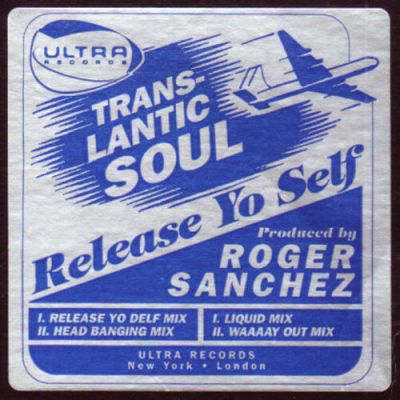 ULTRA
RECORDS
TRANS-
LANTIC
SOUL
Release Yo Self
Produced by
ROGER
SANCHEZ
I. RELEASE YO DELF MIX
II. HEAD BANGING MIX
I. LIQUID MIX
II. WAAAAY OUT MIX
ULTRA RECORDS
New York • London